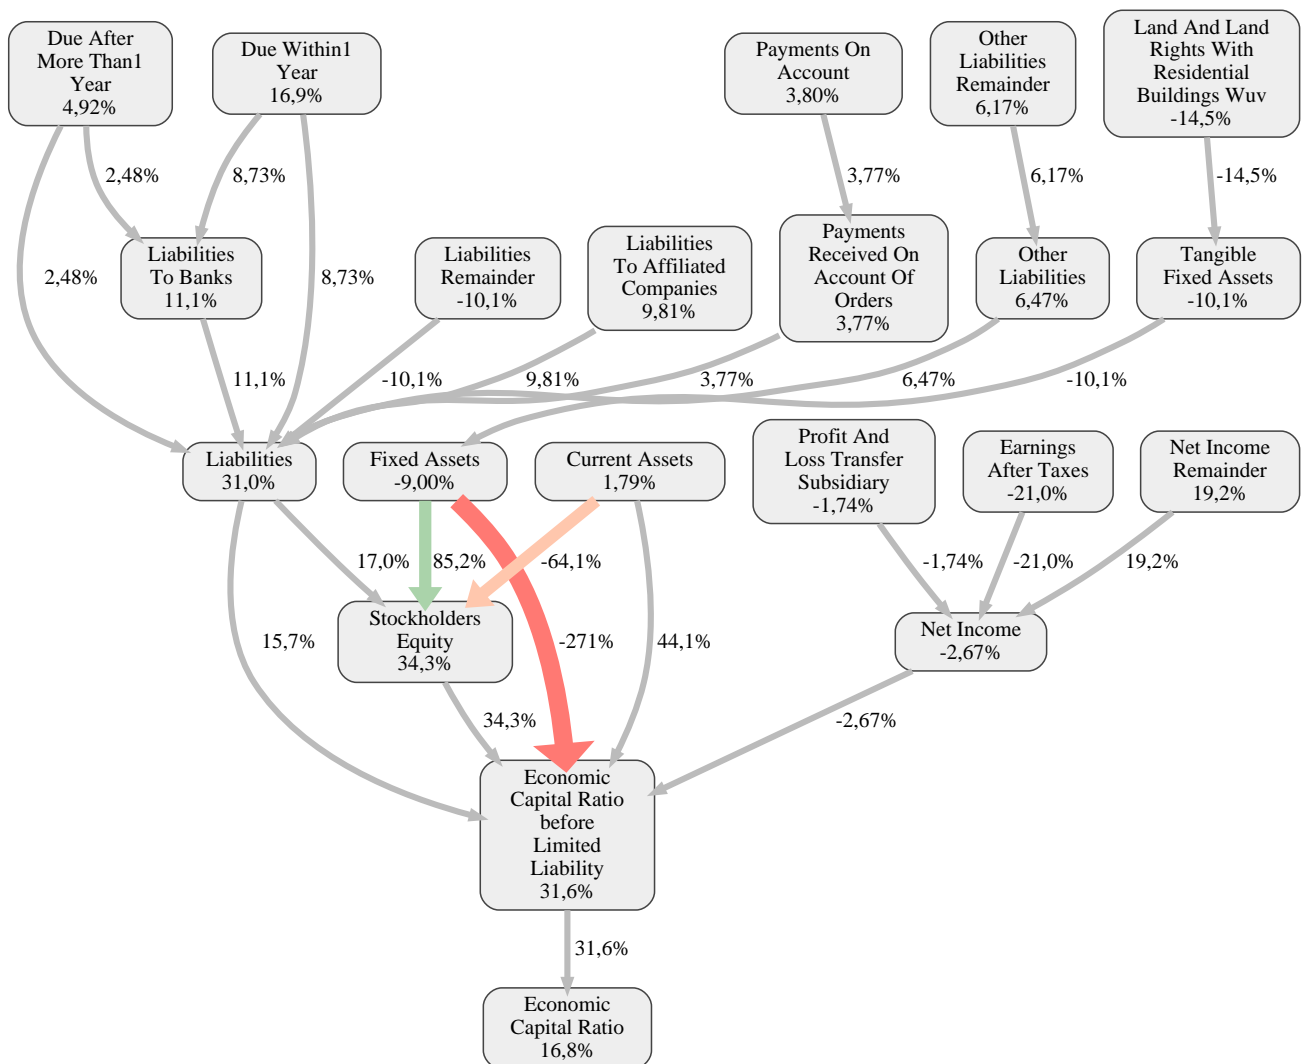 Due After
More Than1
Year
4,92%
Due Within1
Year
16,9%
Payments On
Account
3,80%
Other
Liabilities
Remainder
6,17%
Land And Land
Rights With
Residential
Buildings Wuv
-14,5%
2,48%
8,73%
3,77%
6,17%
-14,5%
2,48%
Liabilities
To Banks
11,1%
8,73%
Liabilities
Remainder
-10,1%
Liabilities
To Affiliated
Companies
9,81%
Payments
Received On
Account Of
Orders
3,77%
Other
Liabilities
6,47%
Tangible
Fixed Assets
-10,1%
11,1%
-10,1%
9,81%
3,77%
6,47%
-10,1%
Liabilities
31,0%
Fixed Assets
-9,00%
Current Assets
1,79%
Profit And
Loss Transfer
Subsidiary
-1,74%
Earnings
After Taxes
-21,0%
Net Income
Remainder
19,2%
17,0%
85,2%
-64,1%
-1,74%
-21,0%
19,2%
15,7%
Stockholders
Equity
34,3%
-271%
44,1%
Net Income
-2,67%
34,3%
-2,67%
Economic
Capital Ratio
before
Limited
Liability
31,6%
31,6%
Economic
Capital Ratio
16,8%